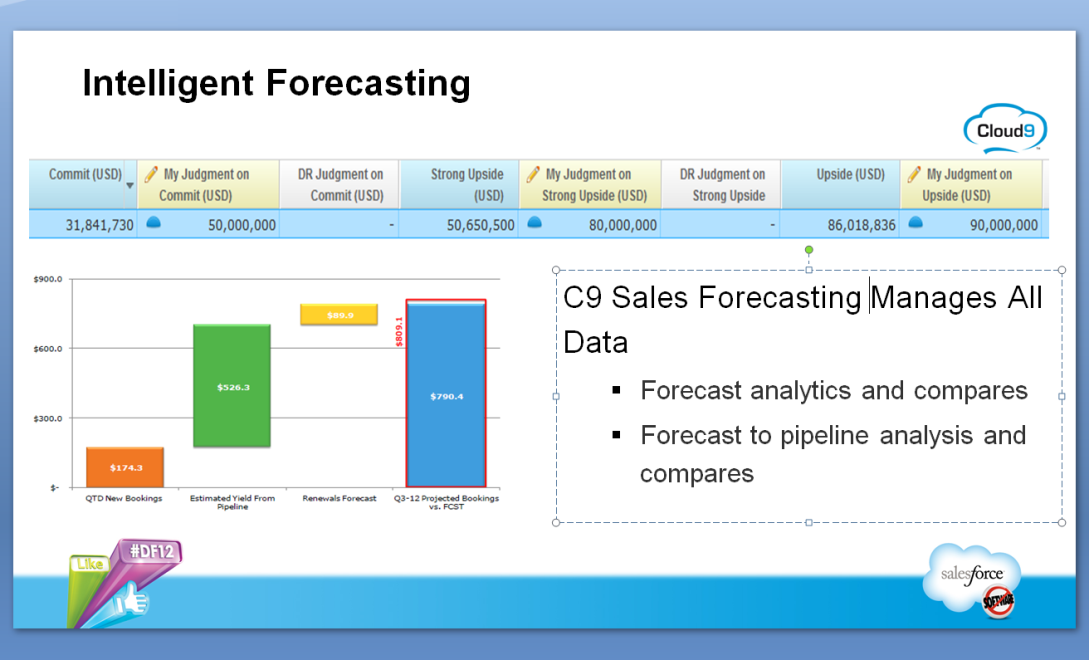 Intelligent Forecasting
Cloud9
Commit (USD)
My Judgment on
Commit (USD)
DR Judgment on
Commit (USD)
Strong Upside
(USD)
My Judgment on
Strong Upside (USD)
DR Judgment on
Strong Upside
Upside (USD)
My Judgment on
Upside (USD)
31,841,730
50,000,000
-
50,650,500
80,000,000
-
86,018,836
90,000,000
$900.0
$600.0
$300.0
$-
$174.3
$526.3
$89.9
$809.1
$790.4
QTD New Bookings
Estimated Yield From
Pipeline
Renewals Forecast
Q3-12 Projected Bookings
vs. FCST
C9 Sales Forecasting Manages All
Data
▪ Forecast analytics and compares
▪ Forecast to pipeline analysis and
compares
Like
#DF12
salesforce
SOFTWARE